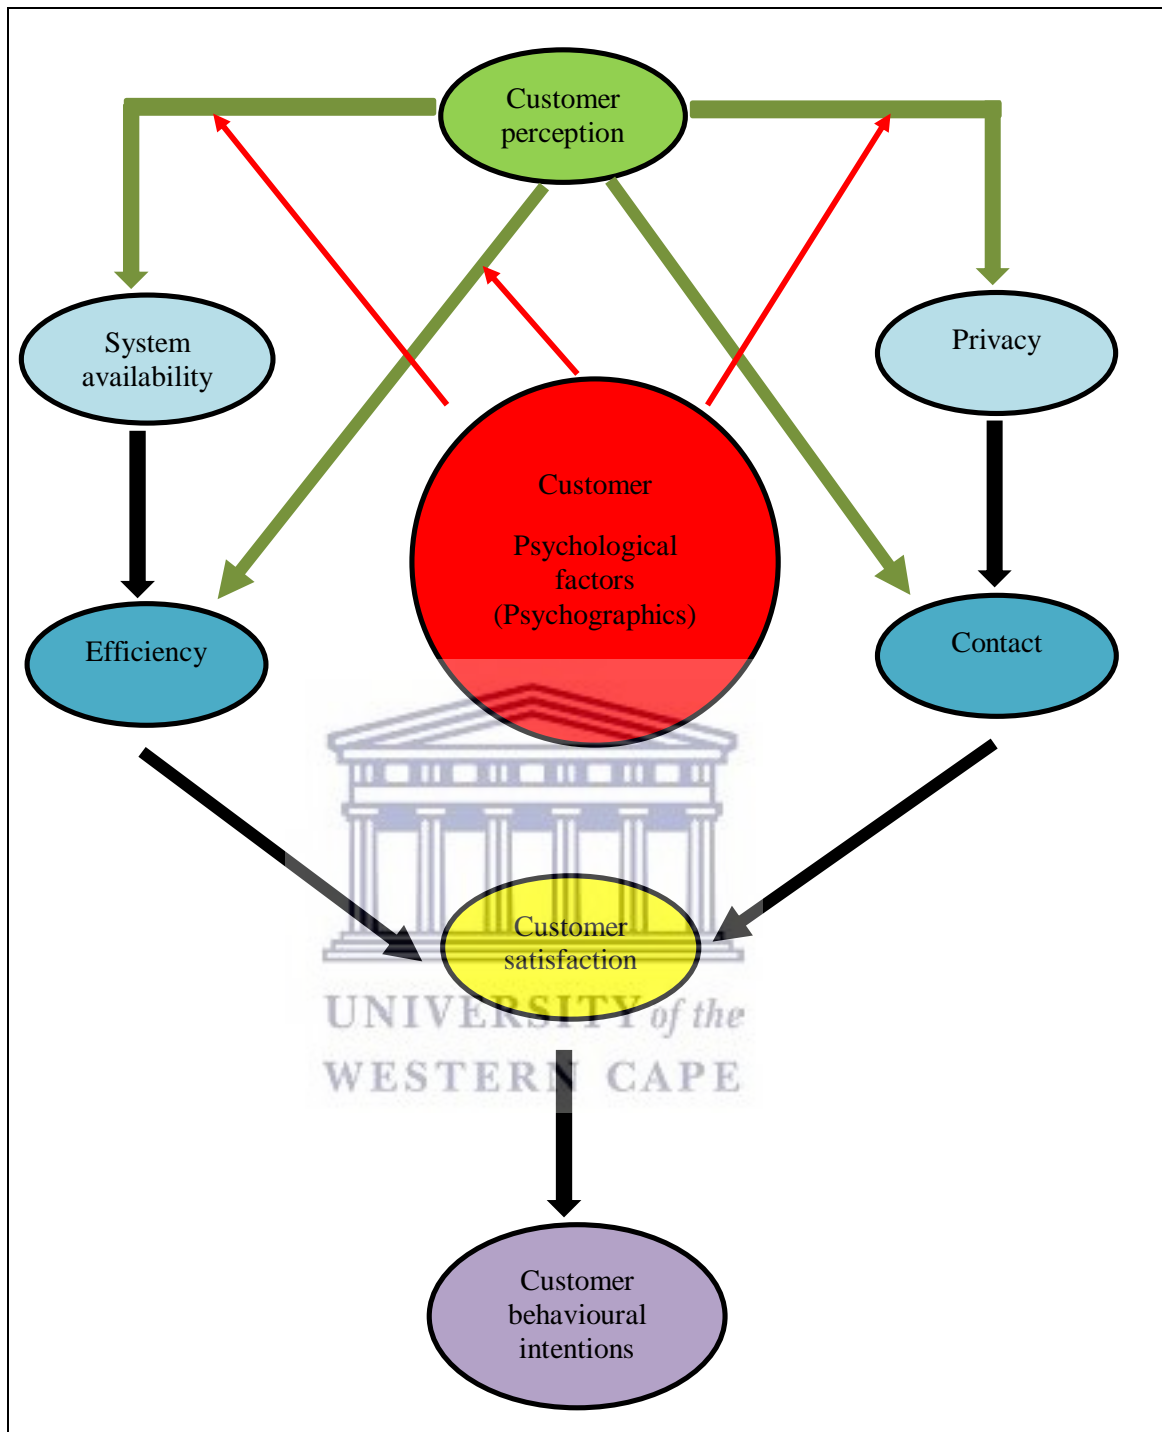 Customer
perception
System
availability
Privacy
Customer
Psychological
factors
(Psychographics)
Efficiency
Contact
Customer
satisfaction
UNIVERSITY of the
WESTERN CAPE
Customer
behavioural
intentions